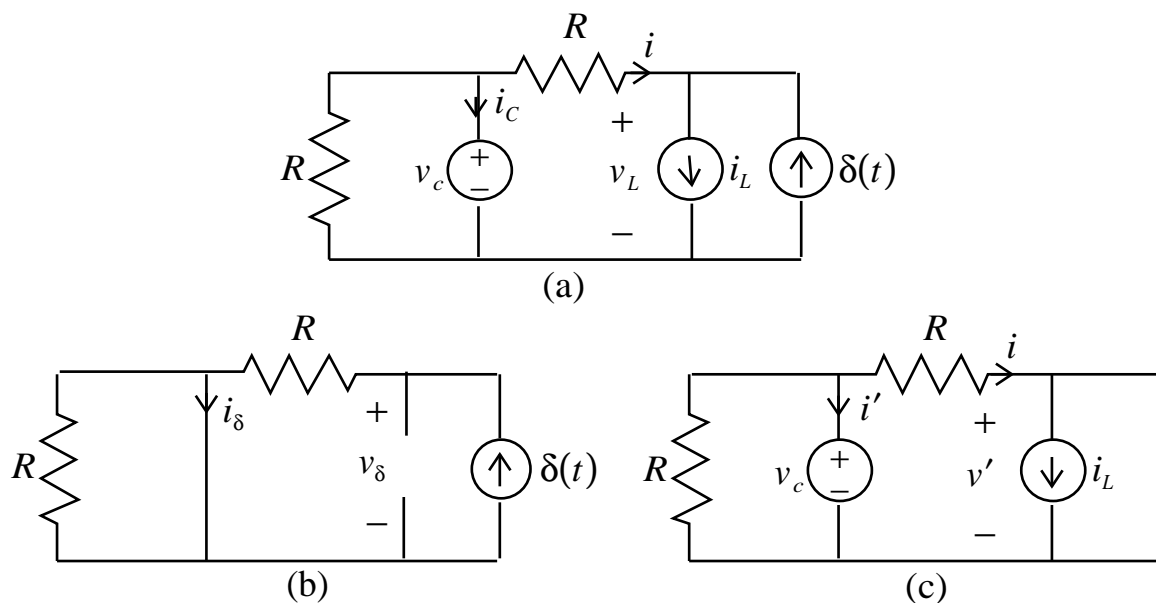 R i
i_C
+
R v_c + − v_L i_L δ(t)
−
(a)
R
i_δ +
R v_δ δ(t)
−
(b)
R i
i′ +
R v_c + − v′ i_L
−
(c)